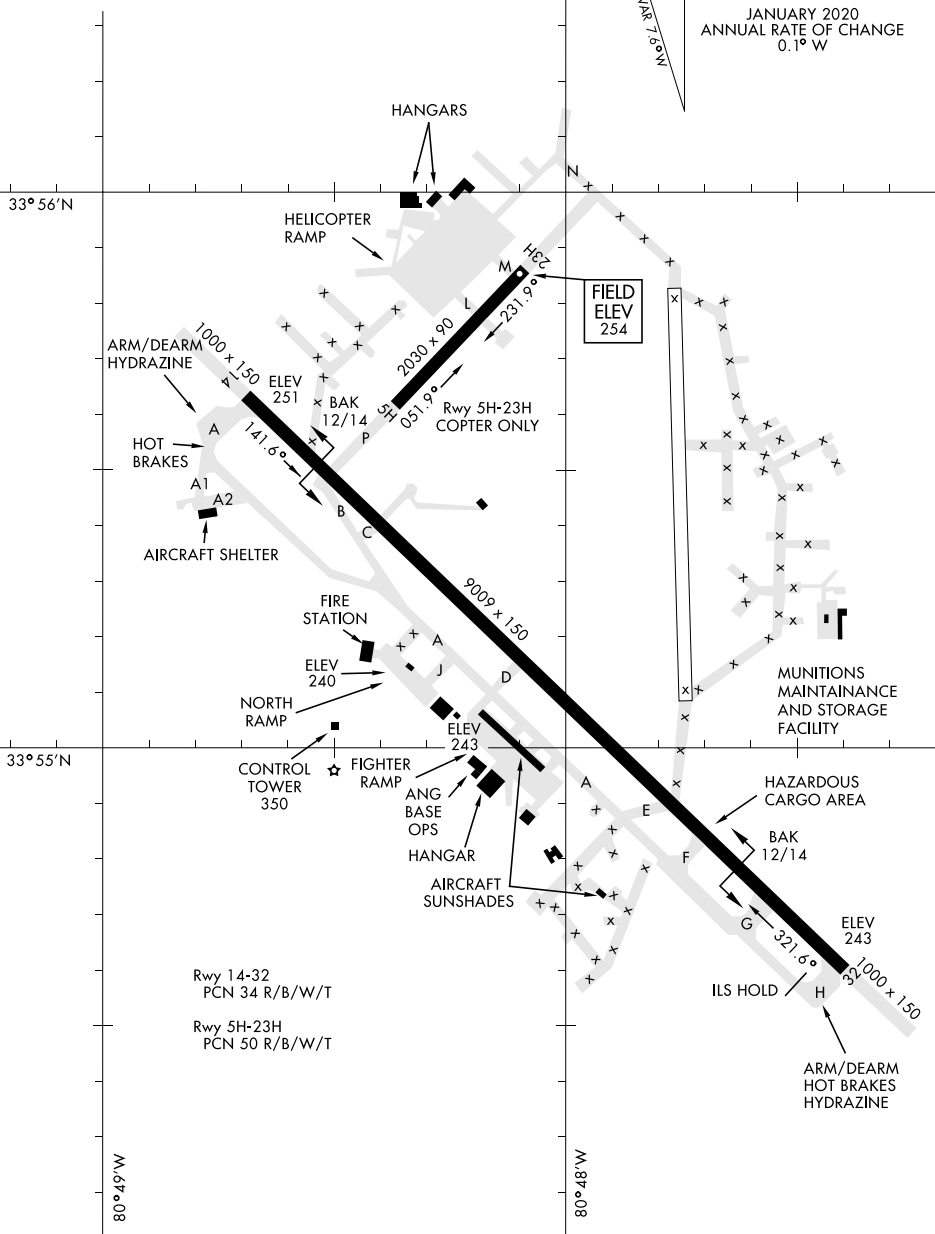 JANUARY 2020
ANNUAL RATE OF CHANGE
0.1° W
VAR 7.6° W
HANGARS
N
33° 56'N
HELICOPTER
RAMP
23H
M
FIELD
ELEV
254
L
231.9°
2030 x 90
1000 x 150
ARM/DEARM
HYDRAZINE
ELEV
251
BAK
12/14
5H
051.9°
Rwy 5H-23H
COPTER ONLY
A
141.6°
P
HOT
BRAKES
A1
A2
B
C
AIRCRAFT SHELTER
9009 x 150
FIRE
STATION
A
ELEV
240
J
D
NORTH
RAMP
MUNITIONS
MAINTAINANCE
AND STORAGE
FACILITY
33° 55'N
ELEV
243
CONTROL
TOWER
350
FIGHTER
RAMP
A
HAZARDOUS
CARGO AREA
ANG
BASE
OPS
E
BAK
12/14
HANGAR
F
AIRCRAFT
SUNSHADES
G
321.6°
ELEV
243
32
1000 x 150
Rwy 14-32
PCN 34 R/B/W/T
ILS HOLD
H
Rwy 5H-23H
PCN 50 R/B/W/T
ARM/DEARM
HOT BRAKES
HYDRAZINE
80° 49'W
80° 48'W